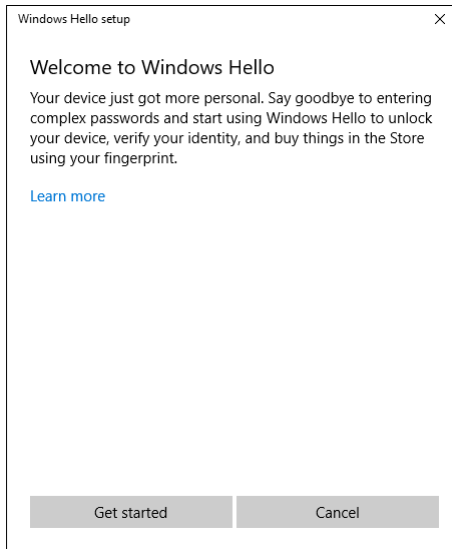 Windows Hello setup
Welcome to Windows Hello
Your device just got more personal. Say goodbye to entering
complex passwords and start using Windows Hello to unlock
your device, verify your identity, and buy things in the Store
using your fingerprint.
Learn more
Get started
Cancel